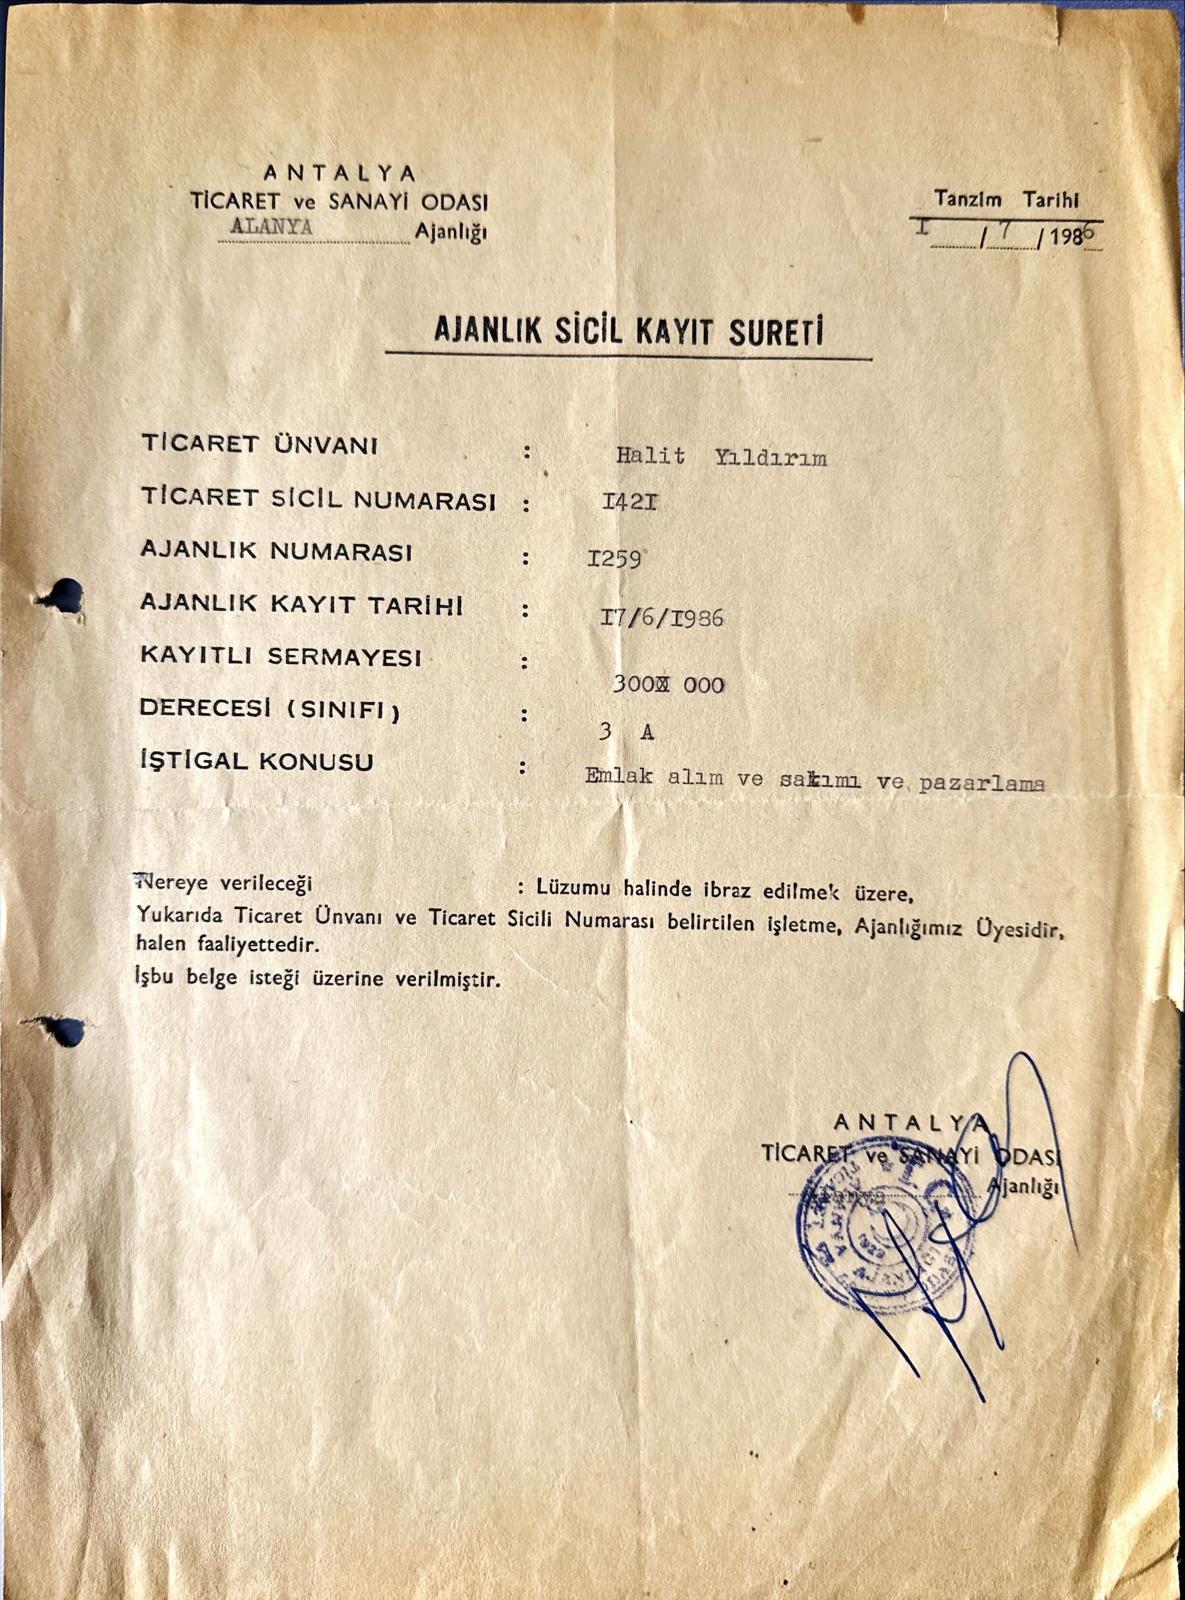 ANTALYA
TİCARET ve SANAYİ ODASI
ALANYA Ajanlığı
Tanzim Tarihi
I / 7 / 1986
AJANLIK SİCİL KAYIT SURETİ
TİCARET ÜNVANI : Halit Yıldırım
TİCARET SİCİL NUMARASI : I42I
AJANLIK NUMARASI : I259
AJANLIK KAYIT TARİHİ : I7/6/I986
KAYITLI SERMAYESI : 300 000
DERECESİ (SINIFI) : 3 A
İŞTİGAL KONUSU : Emlak alım ve satımı ve pazarlama
Nereye verileceği : Lüzumu halinde ibraz edilmek üzere,
Yukarıda Ticaret Ünvanı ve Ticaret Sicili Numarası belirtilen işletme, Ajanlığımız Üyesidir,
halen faaliyettedir.
İşbu belge isteği üzerine verilmiştir.
ANTALYA
TİCARET ve SANAYİ ODASI
Alanya Ajanlığı